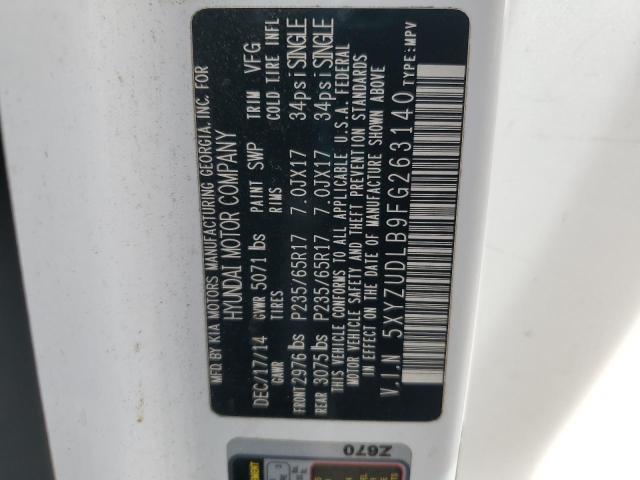 MFD BY KIA MOTORS MANUFACTURING GEORGIA, INC. FOR
HYUNDAI MOTOR COMPANY
DEC/17/14 GVWR 5071 lbs PAINT SWP TRIM VFG
GAWR TIRES RIMS COLD TIRE INFL
FRONT 2976 lbs P235/65R17 7.0JX17 34psi SINGLE
REAR 3075 lbs P235/65R17 7.0JX17 34psi SINGLE
THIS VEHICLE CONFORMS TO ALL APPLICABLE U.S.A. FEDERAL
MOTOR VEHICLE SAFETY AND THEFT PREVENTION STANDARDS
IN EFFECT ON THE DATE OF MANUFACTURE SHOWN ABOVE.
V.I.N 5XYZUDLB9FG263140 TYPE:MPV
Z670